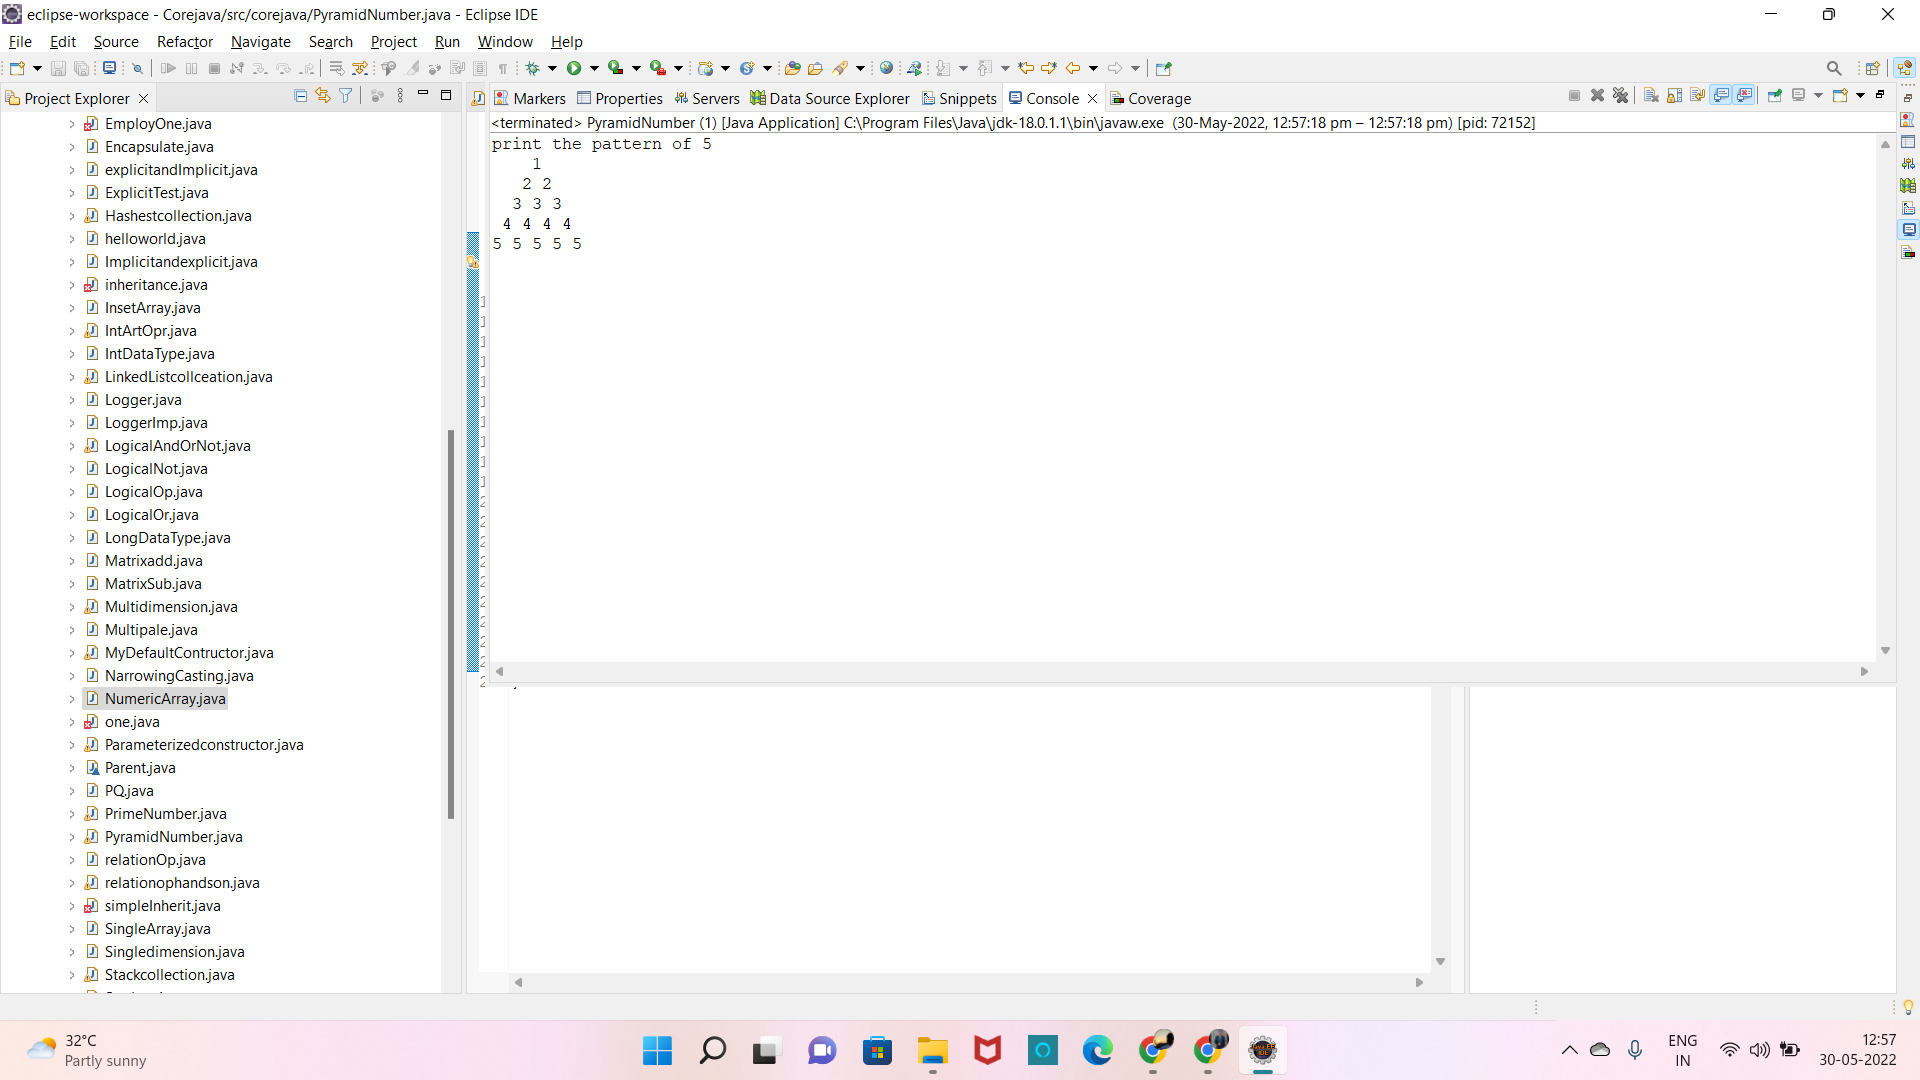 eclipse-workspace - Corejava/src/corejava/PyramidNumber.java - Eclipse IDE
File Edit Source Refactor Navigate Search Project Run Window Help
Project Explorer
Markers Properties Servers Data Source Explorer Snippets Console Coverage
<terminated> PyramidNumber (1) [Java Application] C:\Program Files\Java\jdk-18.0.1.1\bin\javaw.exe (30-May-2022, 12:57:18 pm – 12:57:18 pm) [pid: 72152]
print the pattern of 5
1
2 2
3 3 3
4 4 4 4
5 5 5 5 5
EmployOne.java
Encapsulate.java
explicitandImplicit.java
ExplicitTest.java
Hashestcollection.java
helloworld.java
Implicitandexplicit.java
inheritance.java
InsetArray.java
IntArtOpr.java
IntDataType.java
LinkedListcollceation.java
Logger.java
LoggerImp.java
LogicalAndOrNot.java
LogicalNot.java
LogicalOp.java
LogicalOr.java
LongDataType.java
Matrixadd.java
MatrixSub.java
Multidimension.java
Multipale.java
MyDefaultContructor.java
NarrowingCasting.java
NumericArray.java
one.java
Parameterizedconstructor.java
Parent.java
PQ.java
PrimeNumber.java
PyramidNumber.java
relationOp.java
relationophandson.java
simpleInherit.java
SingleArray.java
Singledimension.java
Stackcollection.java
32°C
Partly sunny
ENG
IN
12:57
30-05-2022